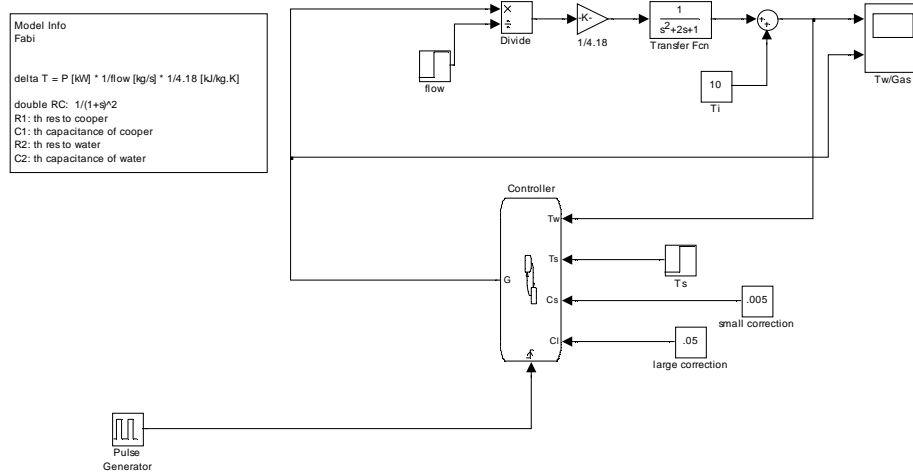 Model Info
Fabi
delta T = P [kW] * 1/flow [kg/s] * 1/4.18 [kJ/kg.K]
double RC: 1/(1+s)^2
R1: th res to cooper
C1: th capacitance of cooper
R2: th res to water
C2: th capacitance of water
×
÷
Divide
flow
-K-
1/4.18
1
s²+2s+1
Transfer Fcn
+
+
10
Ti
Tw/Gas
Controller
Tw
Ts
G
Cs
Cl
Ts
.005
small correction
.05
large correction
Pulse
Generator